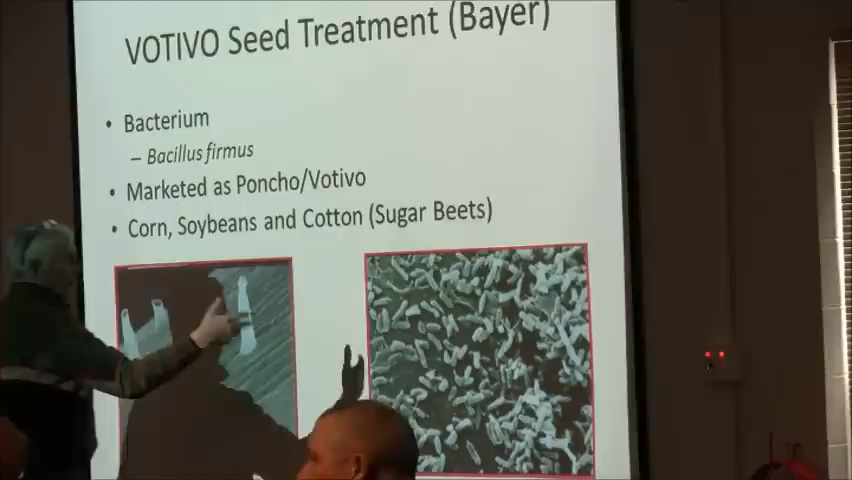 VOTIVO Seed Treatment (Bayer)
• Bacterium
– Bacillus firmus
• Marketed as Poncho/Votivo
• Corn, Soybeans and Cotton (Sugar Beets)